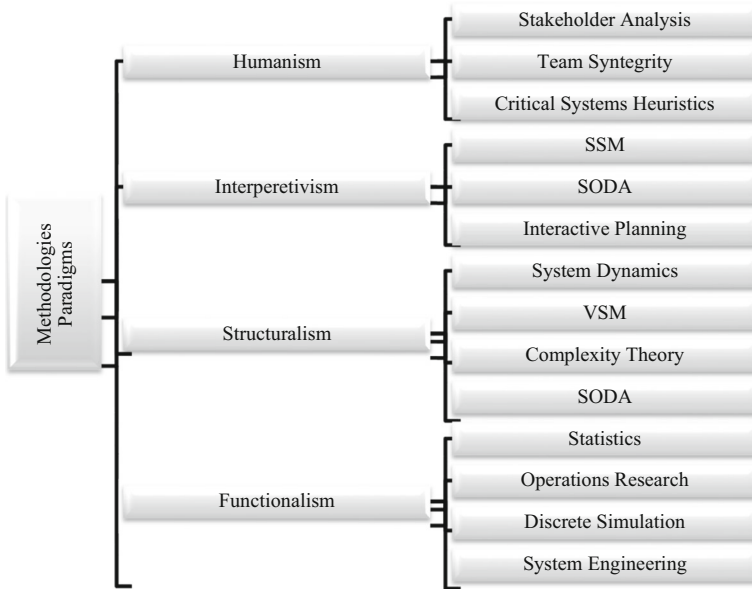 Methodologies
Paradigms
Humanism
Stakeholder Analysis
Team Syntegrity
Critical Systems Heuristics
Interperetivism
SSM
SODA
Interactive Planning
Structuralism
System Dynamics
VSM
Complexity Theory
SODA
Functionalism
Statistics
Operations Research
Discrete Simulation
System Engineering